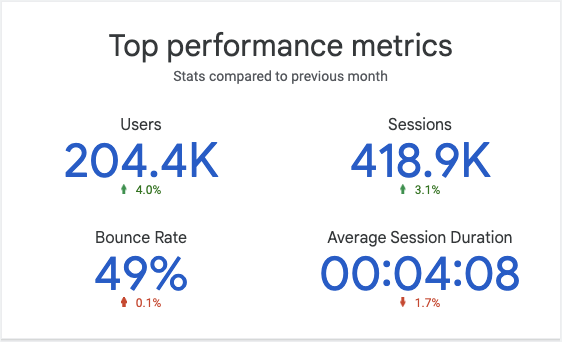 Top performance metrics
Stats compared to previous month
Users
204.4K
4.0%
Sessions
418.9K
3.1%
Bounce Rate
49%
0.1%
Average Session Duration
00:04:08
1.7%